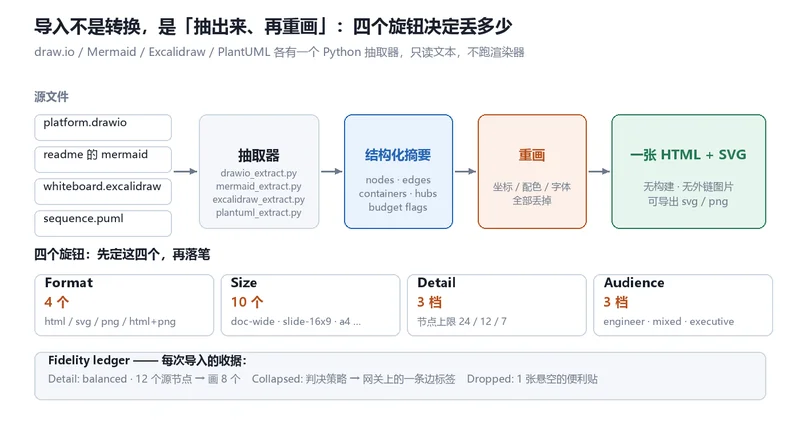 导入不是转换，是「抽出来、再重画」：四个旋钮决定丢多少
draw.io / Mermaid / Excalidraw / PlantUML 各有一个 Python 抽取器，只读文本，不跑渲染器
源文件
platform.drawio
readme 的 mermaid
whiteboard.excalidraw
sequence.puml
抽取器
drawio_extract.py
mermaid_extract.py
excalidraw_extract.py
plantuml_extract.py
结构化摘要
nodes · edges
containers · hubs
budget flags
重画
坐标 / 配色 / 字体
全部丢掉
一张 HTML + SVG
无构建 · 无外链图片
可导出 svg / png
四个旋钮：先定这四个，再落笔
Format
4 个
html / svg / png / html+png
Size
10 个
doc-wide · slide-16x9 · a4 ...
Detail
3 档
节点上限 24 / 12 / 7
Audience
3 档
engineer · mixed · executive
Fidelity ledger —— 每次导入的收据：
Detail: balanced · 12 个源节点 → 画 8 个 Collapsed: 判决策略 → 网关上的一条边标签 Dropped: 1 张悬空的便利贴